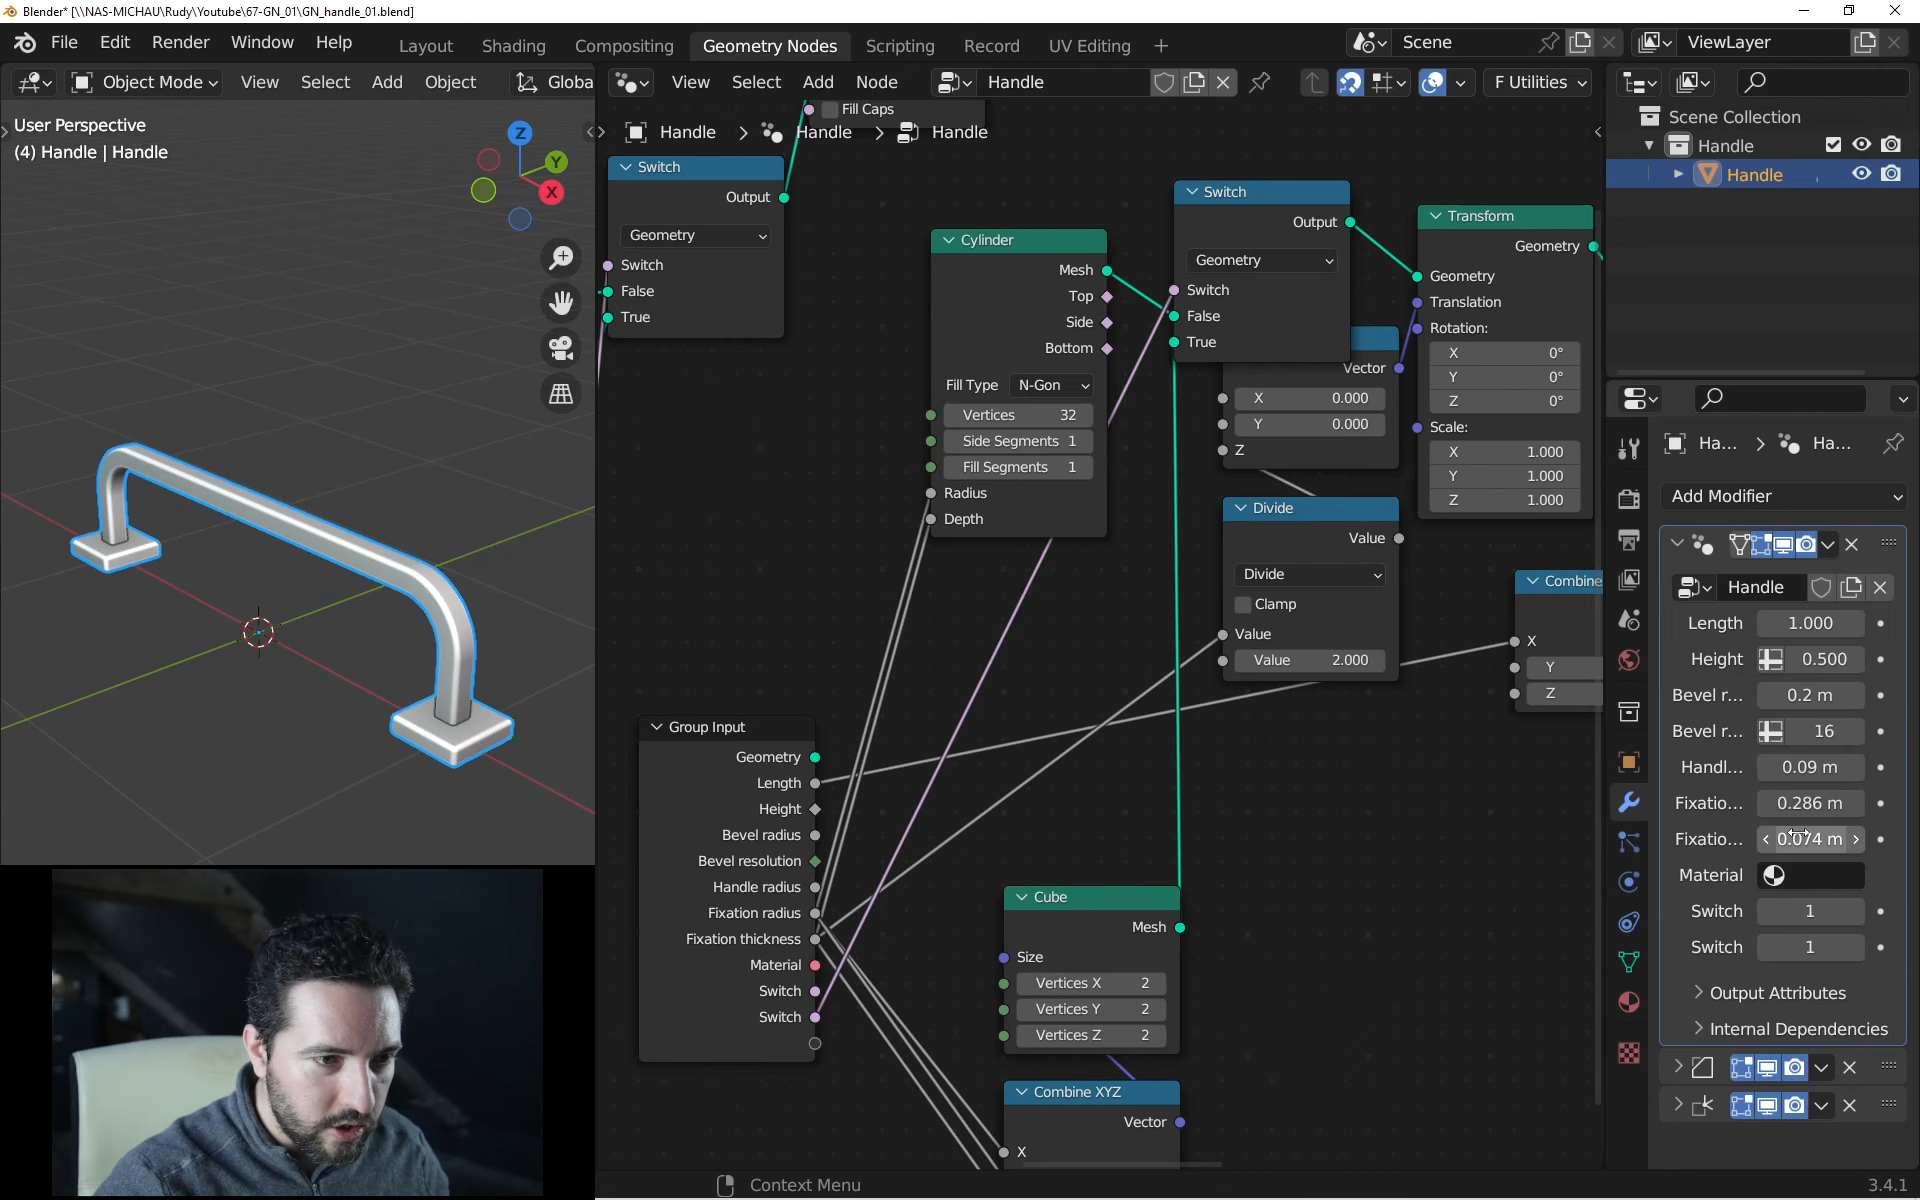 Blender* [\\NAS-MICHAU\Rudy\Youtube\67-GN_01\GN_handle_01.blend]
File Edit Render Window Help
Layout Shading Compositing Geometry Nodes Scripting Record UV Editing +
Scene
ViewLayer
Object Mode View Select Add Object Globa
View Select Add Node Handle F Utilities
User Perspective
(4) Handle | Handle
Z
Y
X
Fill Caps
Handle > Handle > Handle
Switch
Output
Geometry
Switch
False
True
Cylinder
Mesh
Top
Side
Bottom
Fill Type N-Gon
Vertices 32
Side Segments 1
Fill Segments 1
Radius
Depth
Switch
Output
Geometry
Switch
False
True
Vector
X 0.000
Y 0.000
Z
Transform
Geometry
Geometry
Translation
Rotation:
X 0°
Y 0°
Z 0°
Scale:
X 1.000
Y 1.000
Z 1.000
Divide
Value
Divide
Clamp
Value
Value 2.000
Combine
X
Y
Z
Group Input
Geometry
Length
Height
Bevel radius
Bevel resolution
Handle radius
Fixation radius
Fixation thickness
Material
Switch
Switch
Cube
Mesh
Size
Vertices X 2
Vertices Y 2
Vertices Z 2
Combine XYZ
Vector
X
Scene Collection
Handle
Handle
Ha... > Ha...
Add Modifier
Handle
Length 1.000
Height 0.500
Bevel r... 0.2 m
Bevel r... 16
Handl... 0.09 m
Fixatio... 0.286 m
Fixatio... 0.074 m
Material
Switch 1
Switch 1
Output Attributes
Internal Dependencies
Context Menu
3.4.1